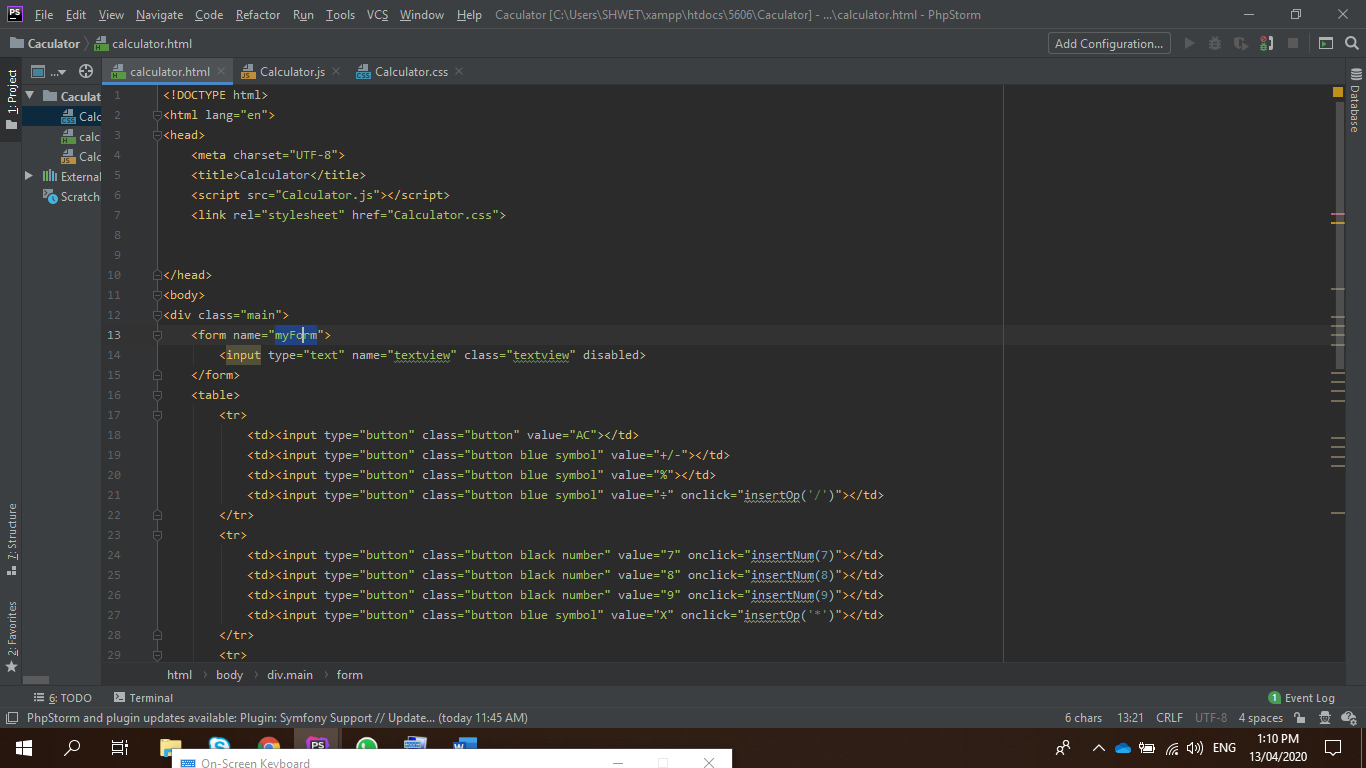 PS File Edit View Navigate Code Refactor Run Tools VCS Window Help Caculator [C:\Users\SHWET\xampp\htdocs\5606\Caculator] - ...\calculator.html - PhpStorm
Caculator calculator.html Add Configuration...
1: Project ... calculator.html Calculator.js Calculator.css Database
Caculat
Calc
calc
Calc
External
Scratch
1 <!DOCTYPE html>
2 <html lang="en">
3 <head>
4 <meta charset="UTF-8">
5 <title>Calculator</title>
6 <script src="Calculator.js"></script>
7 <link rel="stylesheet" href="Calculator.css">
8
9
10 </head>
11 <body>
12 <div class="main">
13 <form name="myForm">
14 <input type="text" name="textview" class="textview" disabled>
15 </form>
16 <table>
17 <tr>
18 <td><input type="button" class="button" value="AC"></td>
19 <td><input type="button" class="button blue symbol" value="+/-"></td>
20 <td><input type="button" class="button blue symbol" value="%"></td>
21 <td><input type="button" class="button blue symbol" value="÷" onclick="insertOp('/')"></td>
22 </tr>
23 <tr>
24 <td><input type="button" class="button black number" value="7" onclick="insertNum(7)"></td>
25 <td><input type="button" class="button black number" value="8" onclick="insertNum(8)"></td>
26 <td><input type="button" class="button black number" value="9" onclick="insertNum(9)"></td>
27 <td><input type="button" class="button blue symbol" value="X" onclick="insertOp('*')"></td>
28 </tr>
29 <tr>
7: Structure
2: Favorites
html body div.main form
6: TODO Terminal 1 Event Log
PhpStorm and plugin updates available: Plugin: Symfony Support // Update... (today 11:45 AM) 6 chars 13:21 CRLF UTF-8 4 spaces
PS ENG 1:10 PM
13/04/2020
On-Screen Keyboard